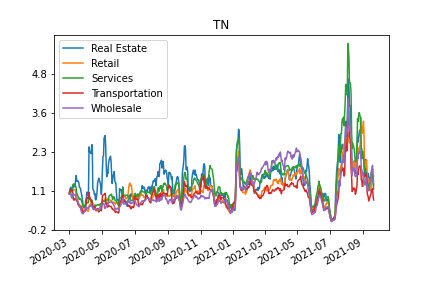 TN
Real Estate
Retail
Services
Transportation
Wholesale
4.8
3.6
2.3
1.1
-0.2
2020-03
2020-05
2020-07
2020-09
2020-11
2021-01
2021-03
2021-05
2021-07
2021-09